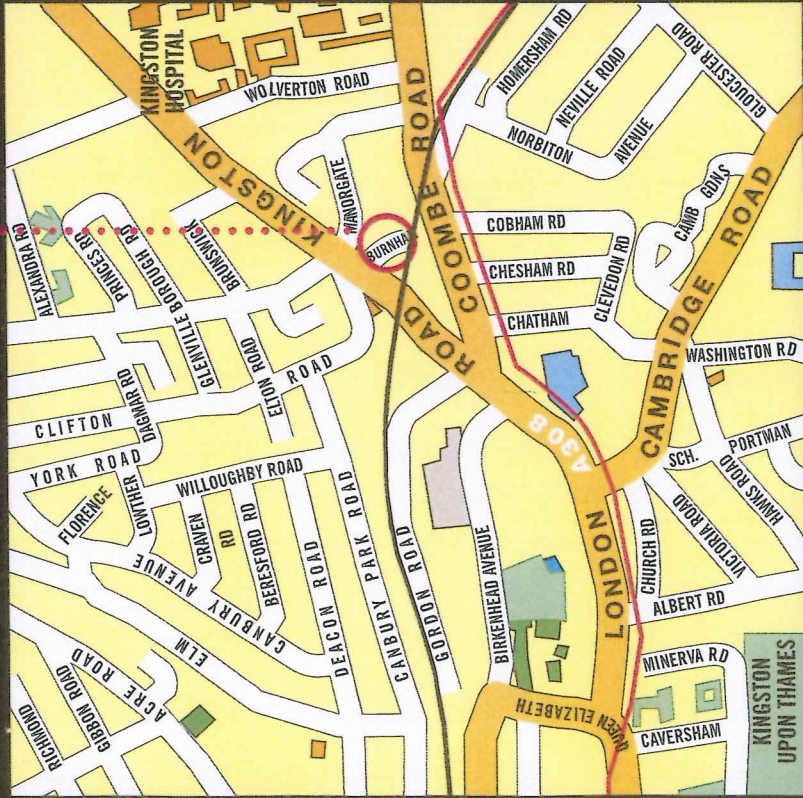 KINGSTON
HOSPITAL
WOLVERTON ROAD
HOMERSHAM RD
NEVILLE ROAD
GLOUCESTER ROAD
NORBITON
AVENUE
KINGSTON
ROAD
COOMBE ROAD
MANORGATE
BURNHA
ALEXANDRA RD
PRINCES RD
GLENVILLE BOROUGH RD
BRUNSWICK
COBHAM RD
CHESHAM RD
CHATHAM
CLEVEDON RD
CAMB GDNS
CAMBRIDGE ROAD
WASHINGTON RD
CLIFTON
ROAD
DAGMAR RD
ELTON ROAD
YORK ROAD
LOWTHER
FLORENCE
WILLOUGHBY ROAD
CRAVEN
RD
BERESFORD RD
CANBURY AVENUE
DEACON ROAD
CANBURY PARK ROAD
GORDON ROAD
BIRKENHEAD AVENUE
A308
LONDON
SCH.
PORTMAN
HAWKS ROAD
VICTORIA ROAD
CHURCH RD
ALBERT RD
MINERVA RD
CAVERSHAM
QUEEN ELIZABETH
ELM
ACRE ROAD
GIBBON ROAD
RICHMOND
KINGSTON
UPON THAMES